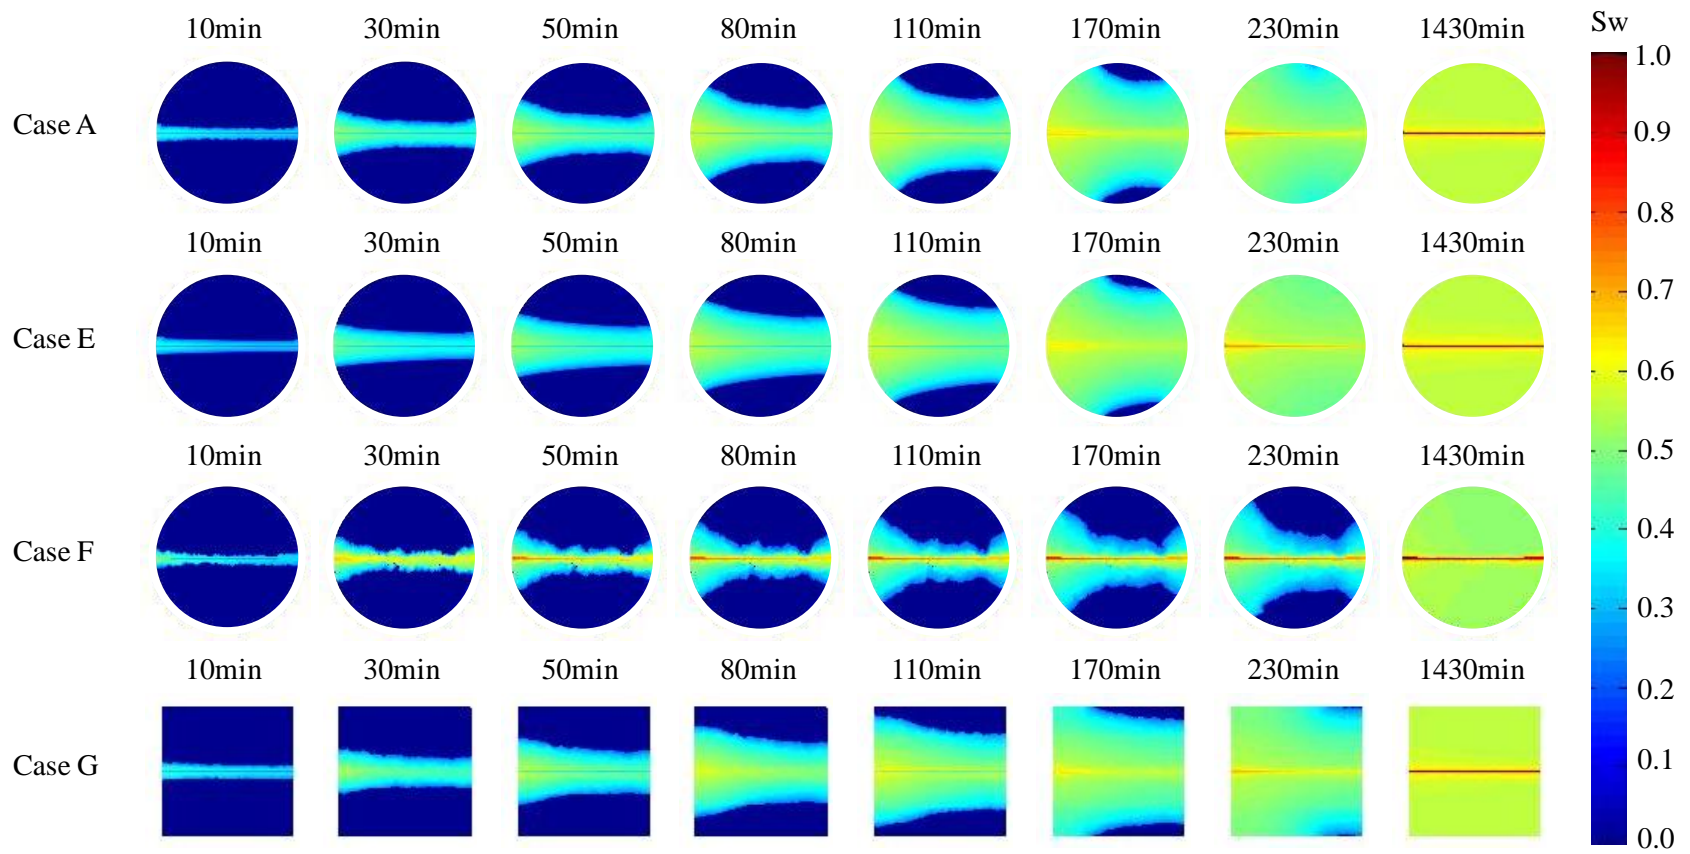 10min 30min 50min 80min 110min 170min 230min 1430min Sw
Case A
10min 30min 50min 80min 110min 170min 230min 1430min
Case E
10min 30min 50min 80min 110min 170min 230min 1430min
Case F
10min 30min 50min 80min 110min 170min 230min 1430min
Case G
1.0
0.9
0.8
0.7
0.6
0.5
0.4
0.3
0.2
0.1
0.0